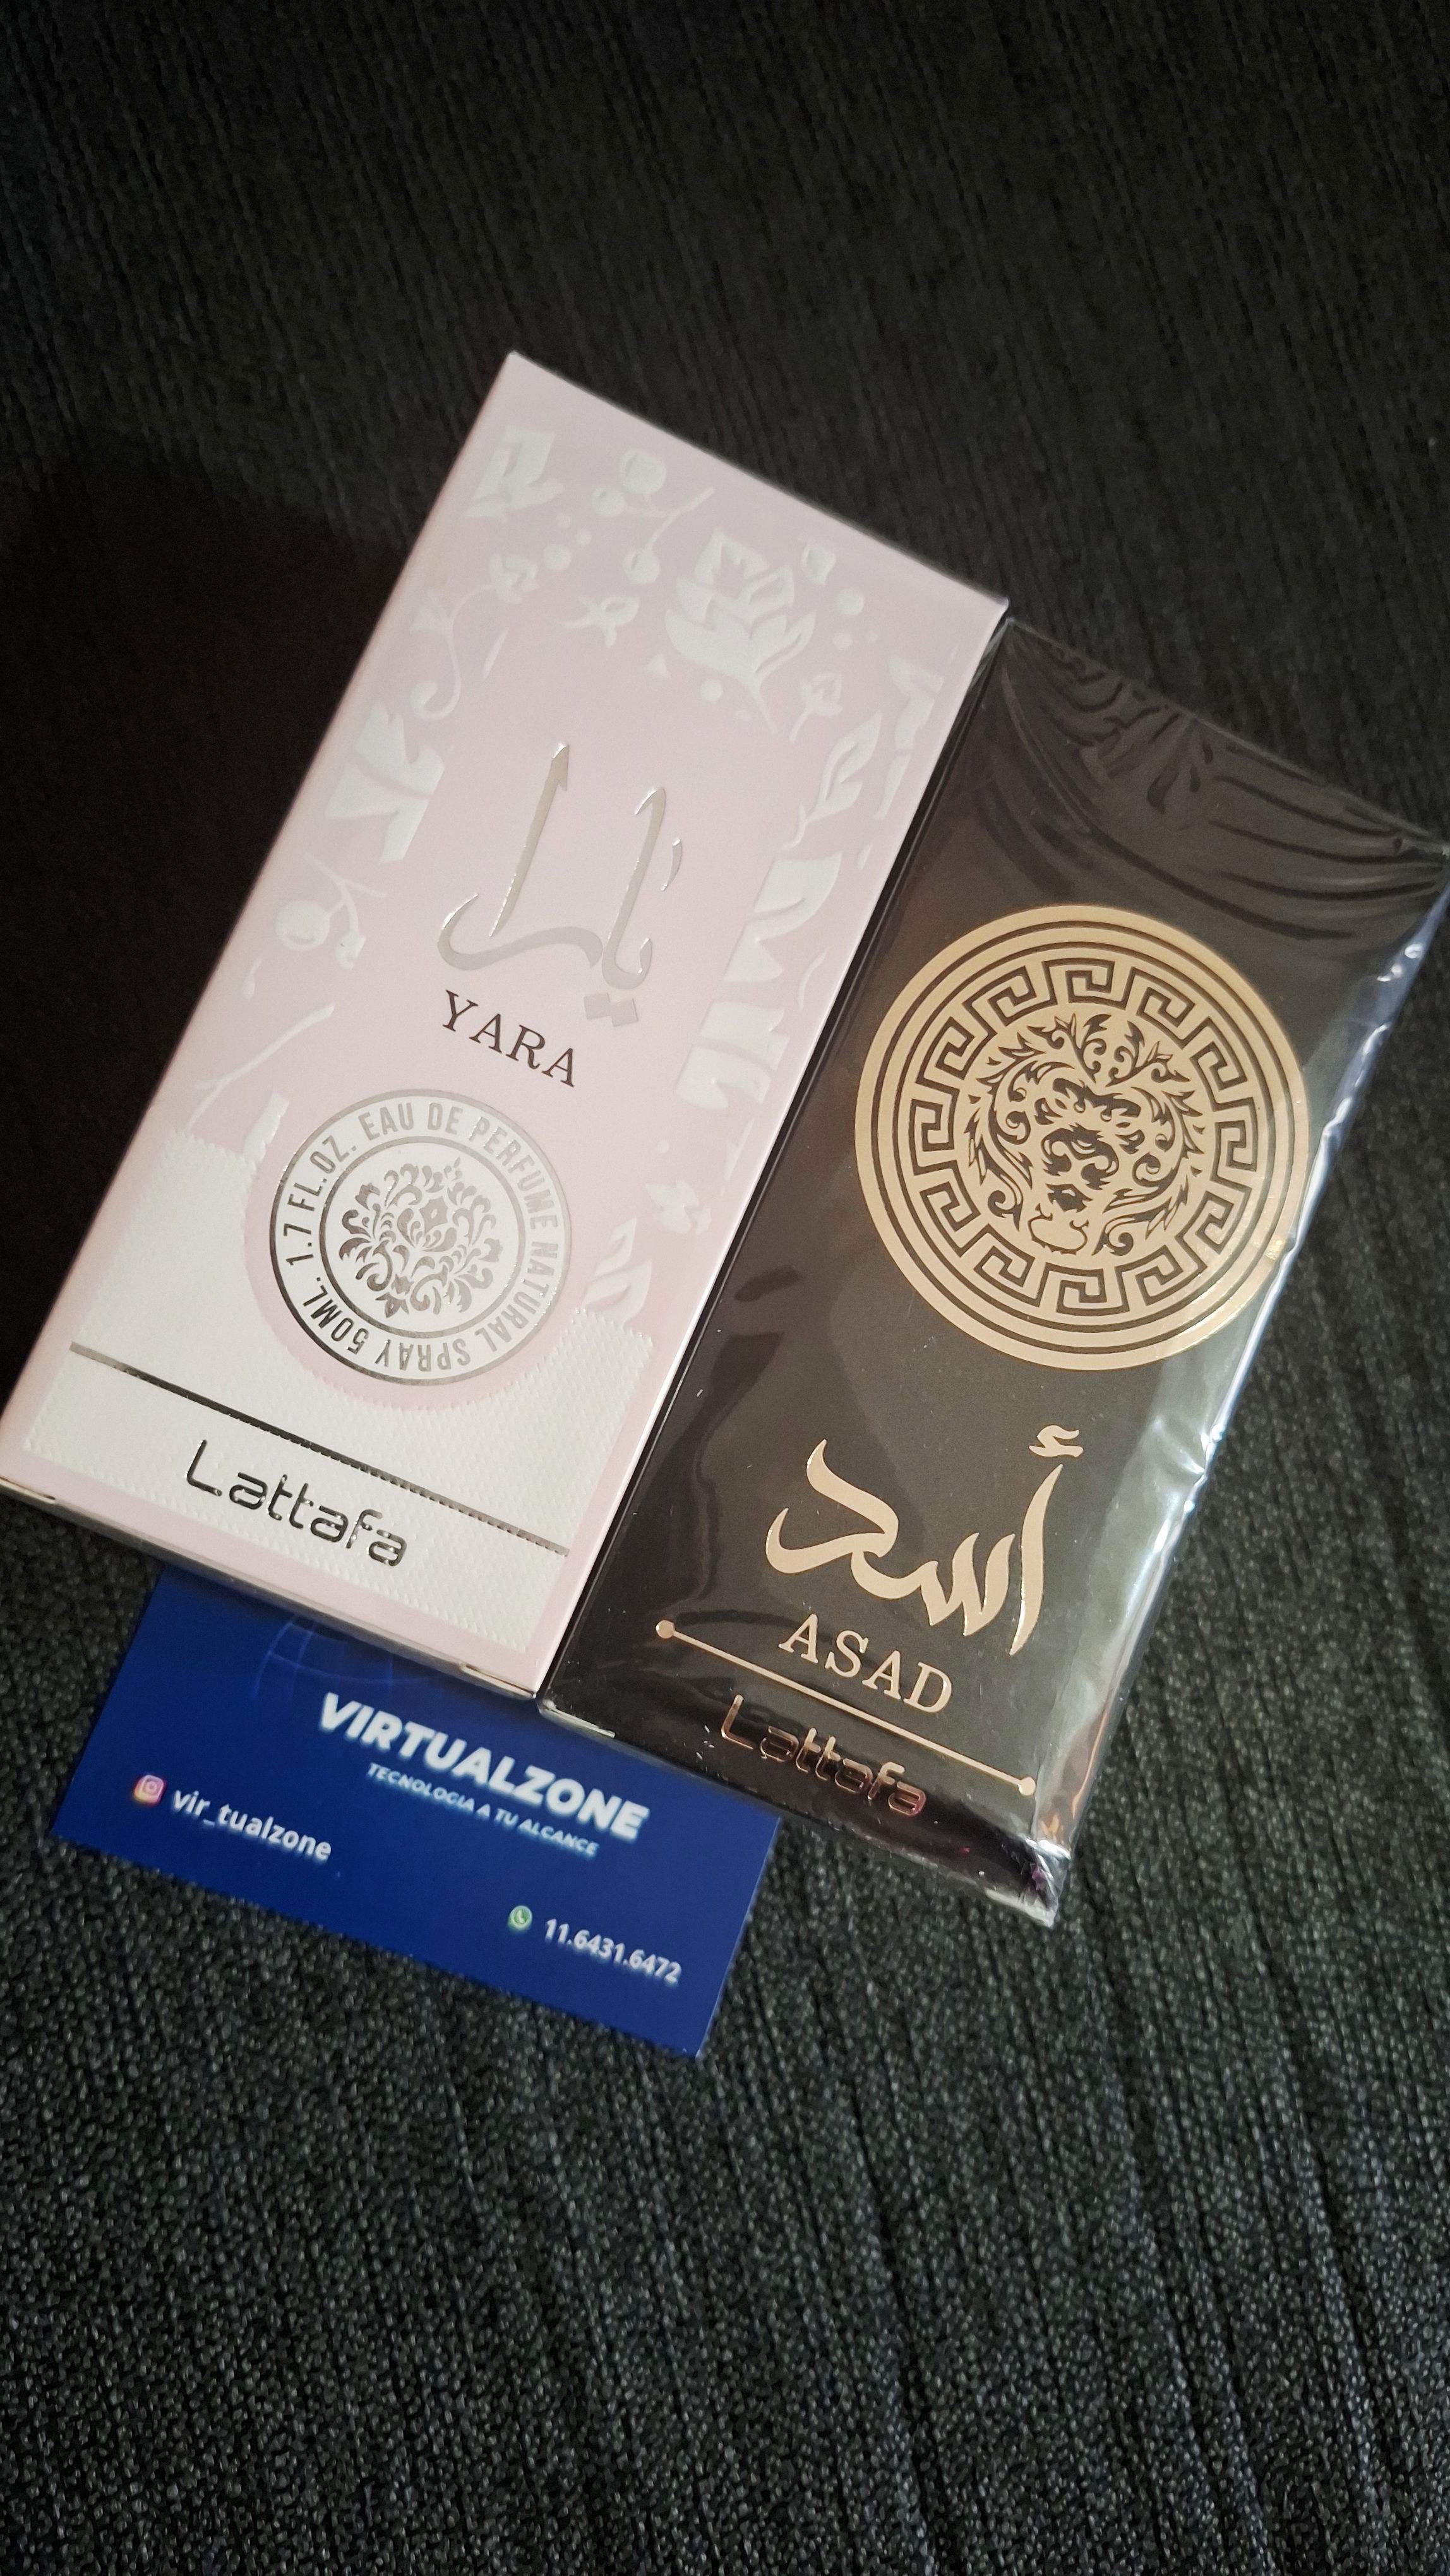 يارا
YARA
1.7 FL.OZ. EAU DE PERFUME NATURAL SPRAY 50ML.
Lattafa
أسد
ASAD
Lattafa
VIRTUALZONE
TECNOLOGIA A TU ALCANCE
vir_tualzone
11.6431.6472